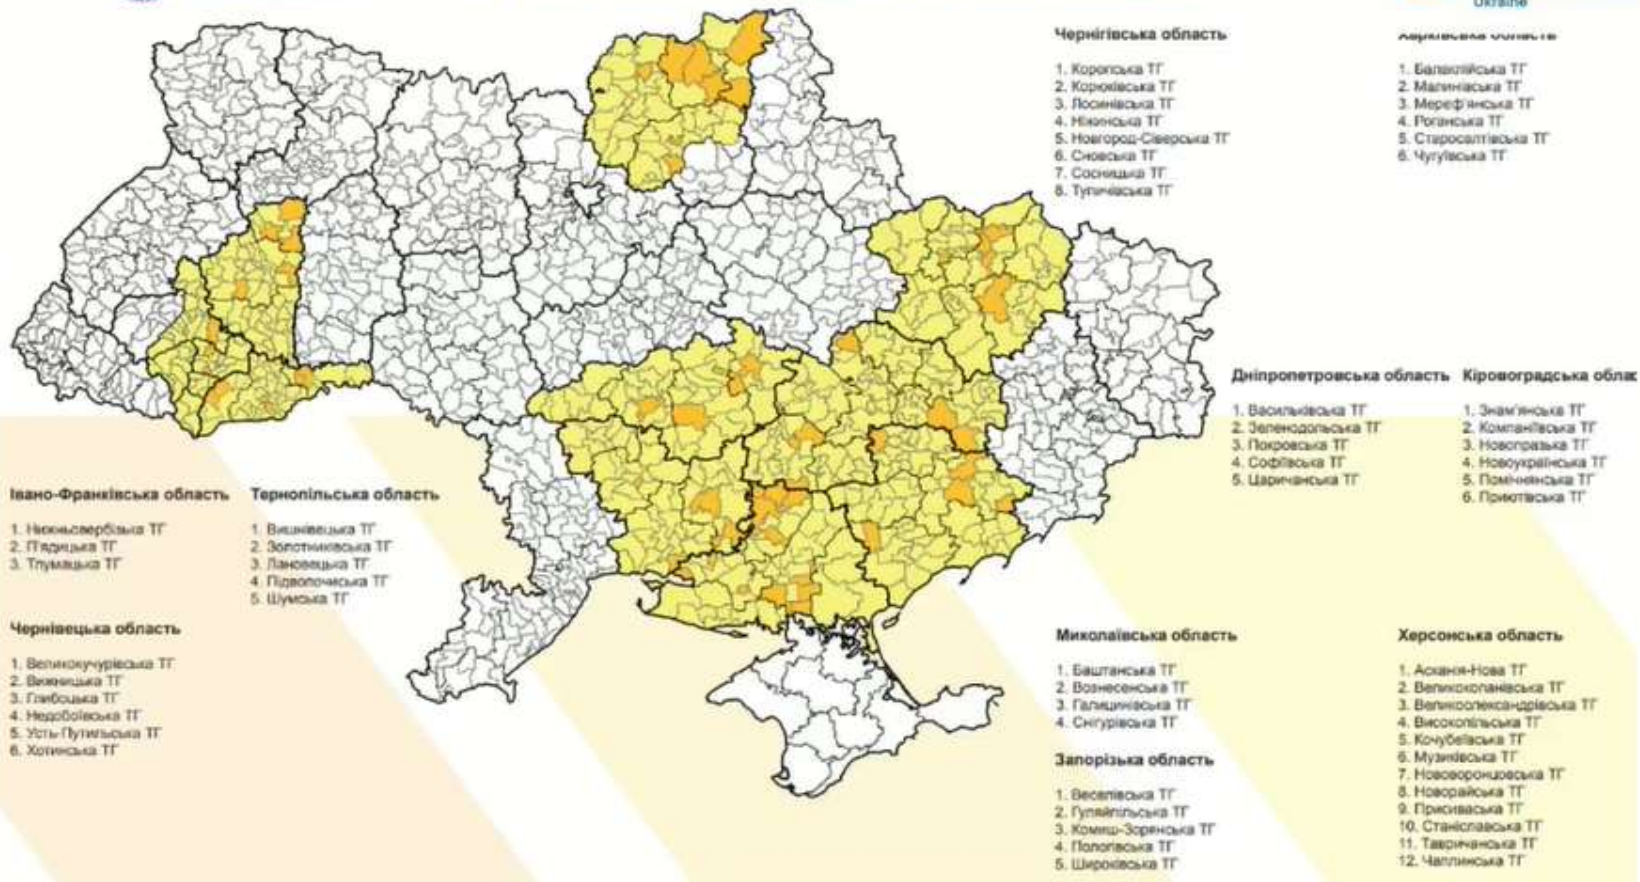 Ukraine
Чернігівська область
1. Коропська ТГ
2. Корюківська ТГ
3. Лосинівська ТГ
4. Ніжинська ТГ
5. Новгород-Сіверська ТГ
6. Сновська ТГ
7. Сосницька ТГ
8. Тупичівська ТГ
Харківська область
1. Балаклійська ТГ
2. Малинівська ТГ
3. Мереф'янська ТГ
4. Роганська ТГ
5. Старосалтівська ТГ
6. Чугуївська ТГ
Дніпропетровська область
1. Васильківська ТГ
2. Зеленодольська ТГ
3. Покровська ТГ
4. Софіївська ТГ
5. Царичанська ТГ
Кіровоградська облас
1. Знам'янська ТГ
2. Компаніївська ТГ
3. Новопразька ТГ
4. Новоукраїнська ТГ
5. Помічнянська ТГ
6. Приютівська ТГ
Івано-Франківська область
1. Нижньовербізька ТГ
2. П'ядицька ТГ
3. Тлумацька ТГ
Тернопільська область
1. Вишнівецька ТГ
2. Золотниківська ТГ
3. Лановецька ТГ
4. Підволочиська ТГ
5. Шумська ТГ
Чернівецька область
1. Великокучурівська ТГ
2. Вижницька ТГ
3. Глибоцька ТГ
4. Недобоївська ТГ
5. Усть-Путильська ТГ
6. Хотинська ТГ
Миколаївська область
1. Баштанська ТГ
2. Вознесенська ТГ
3. Галицинівська ТГ
4. Снігурівська ТГ
Запорізька область
1. Веселівська ТГ
2. Гуляйпільська ТГ
3. Комиш-Зорянська ТГ
4. Пологівська ТГ
5. Широківська ТГ
Херсонська область
1. Асканія-Нова ТГ
2. Великокопанівська ТГ
3. Великоолександрівська ТГ
4. Високопільська ТГ
5. Кочубеївська ТГ
6. Музиківська ТГ
7. Нововоронцовська ТГ
8. Новорайська ТГ
9. Присиваська ТГ
10. Станіславська ТГ
11. Тавричанська ТГ
12. Чаплинська ТГ